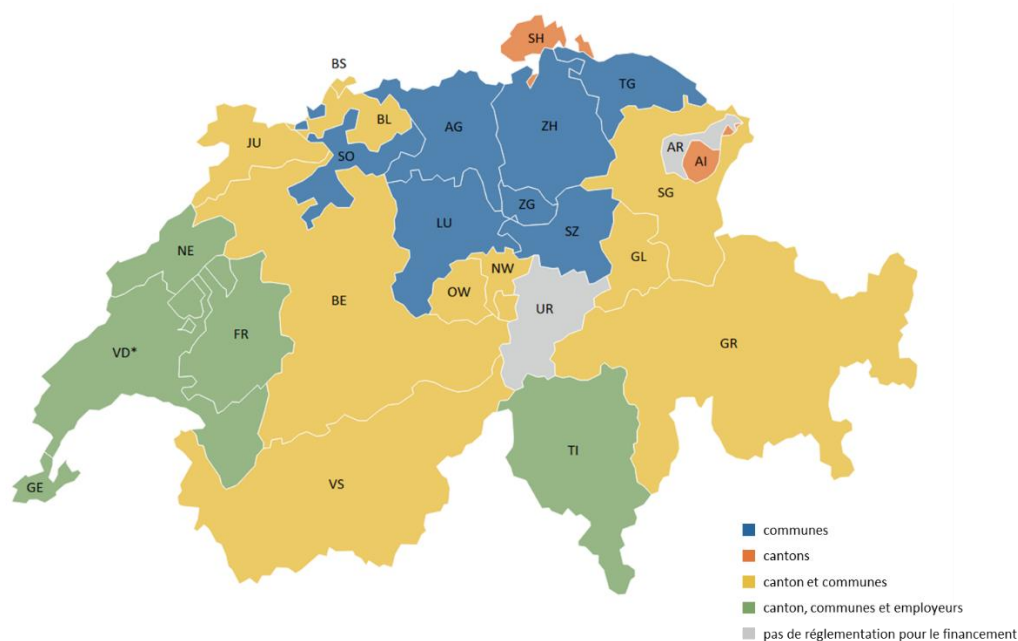 SH
BS
TG
BL
AG
ZH
JU
AR
SO
AI
SG
ZG
LU
SZ
NE
NW
GL
OW
BE
UR
FR
GR
VD*
TI
VS
GE
communes
cantons
canton et communes
canton, communes et employeurs
pas de réglementation pour le financement